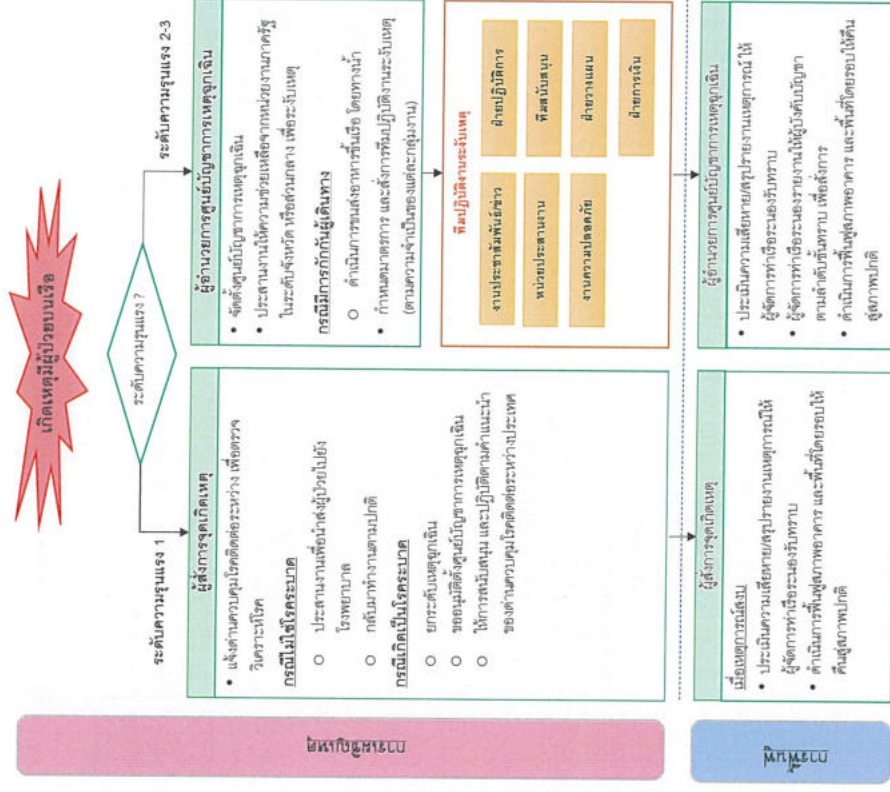 เกิดเหตุมีผู้ป่วยบนเรือ
ระดับความรุนแรง ?
ระดับความรุนแรง 1
ระดับความรุนแรง 2-3
การเผชิญเหตุ
ผู้สั่งการจุดเกิดเหตุ
• แจ้งด่านควบคุมโรคติดต่อระหว่าง เพื่อตรวจ
วิเคราะห์โรค
กรณีไม่ใช่โรคระบาด
○ ประสานงานเพื่อนำส่งผู้ป่วยไปยัง
โรงพยาบาล
○ กลับมาทำงานตามปกติ
กรณีเกิดเป็นโรคระบาด
○ ยกระดับเหตุฉุกเฉิน
○ ขออนุมัติตั้งศูนย์บัญชาการเหตุฉุกเฉิน
○ ให้การสนับสนุน และปฏิบัติตามคำแนะนำ
ของด่านควบคุมโรคติดต่อระหว่างประเทศ
ผู้อำนวยการศูนย์บัญชาการเหตุฉุกเฉิน
• จัดตั้งศูนย์บัญชาการเหตุฉุกเฉิน
• ประสานงานให้ความช่วยเหลือจากหน่วยงานภาครัฐ
ในระดับจังหวัด หรือส่วนกลาง เพื่อระงับเหตุ
กรณีมีการกักกันผู้เดินทาง
○ ดำเนินการขนส่งอาหารขึ้นเรือ โดยทางน้ำ
• กำหนดมาตรการ และสั่งการทีมปฏิบัติงานระงับเหตุ
(ตามความจำเป็นของแต่ละกลุ่มงาน)
ทีมปฏิบัติงานระงับเหตุ
งานประชาสัมพันธ์/ข่าว
ฝ่ายปฏิบัติการ
หน่วยประสานงาน
ทีมสนับสนุน
งานความปลอดภัย
ฝ่ายวางแผน
ฝ่ายการเงิน
การฟื้นฟู
ผู้สั่งการจุดเกิดเหตุ
เมื่อเหตุการณ์สงบ
• ประเมินความเสียหาย/สรุปรายงานเหตุการณ์ให้
ผู้จัดการท่าเรือระนองรับทราบ
• ดำเนินการฟื้นฟูสภาพอาคาร และพื้นที่โดยรอบให้
คืนสู่สภาพปกติ
ผู้อำนวยการศูนย์บัญชาการเหตุฉุกเฉิน
• ประเมินความเสียหาย/สรุปรายงานเหตุการณ์ ให้
ผู้จัดการท่าเรือระนองรับทราบ
• ผู้จัดการท่าเรือระนองรายงานให้ผู้บังคับบัญชา
ตามลำดับชั้นทราบ เพื่อสั่งการ
• ดำเนินการฟื้นฟูสภาพอาคาร และพื้นที่โดยรอบให้คืน
สู่สภาพปกติ